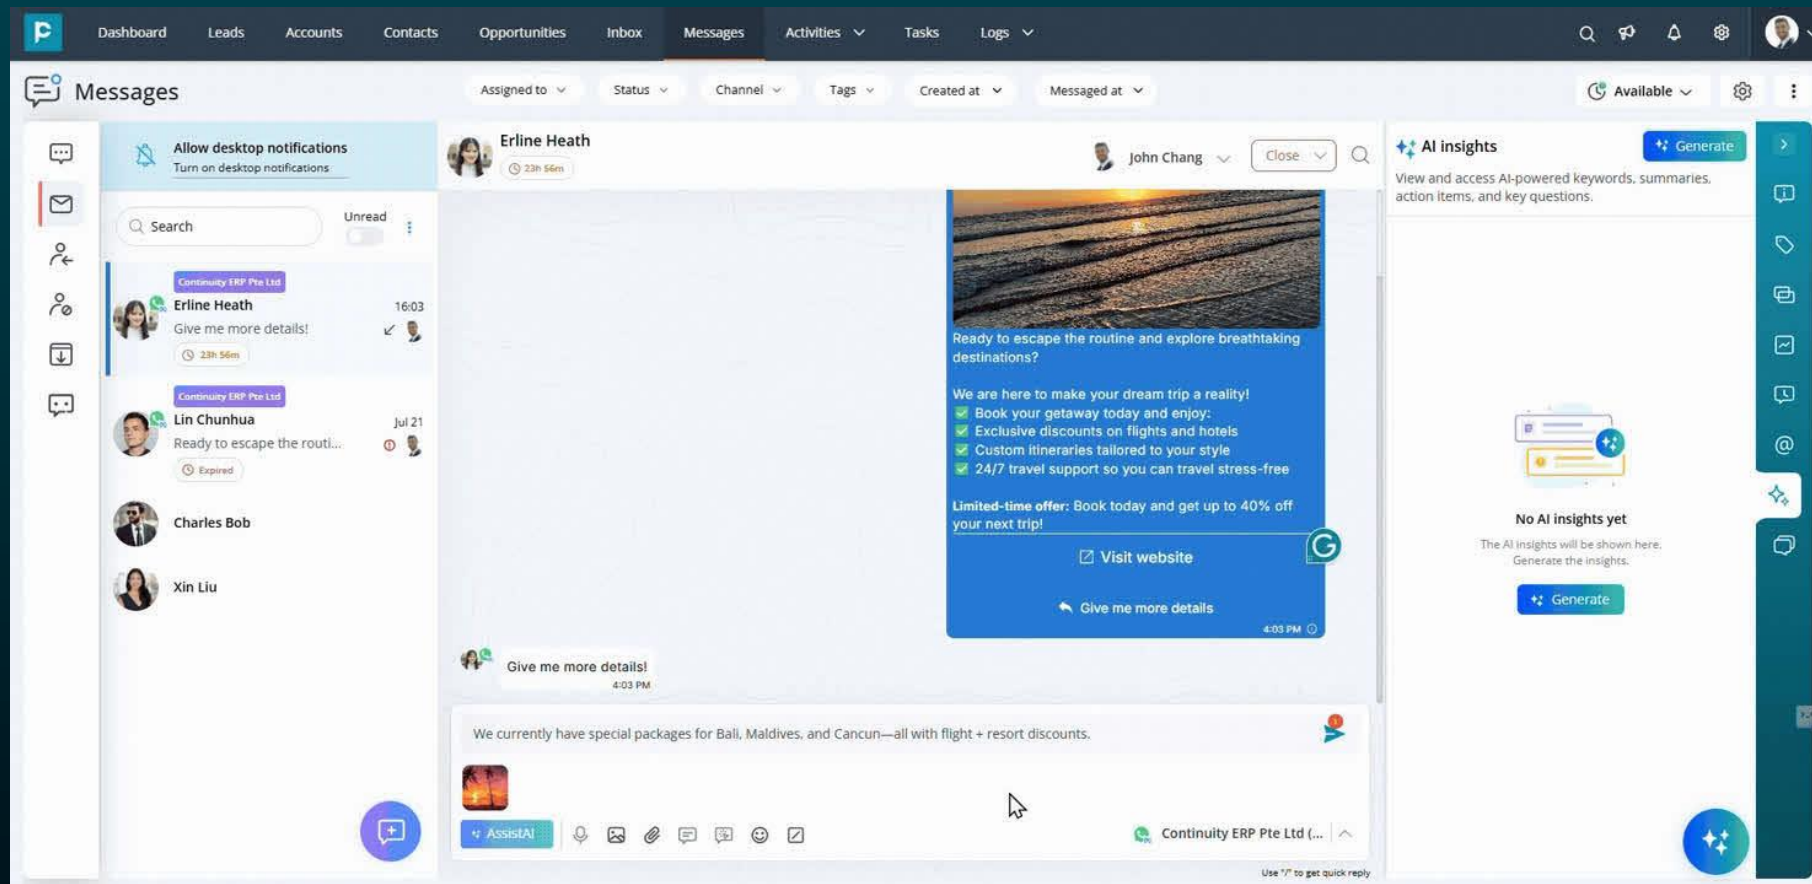 Dashboard
Leads
Accounts
Contacts
Opportunities
Inbox
Messages
Activities
Tasks
Logs
Messages
Assigned to
Status
Channel
Tags
Created at
Messaged at
Available
Allow desktop notifications
Turn on desktop notifications
Search
Unread
Continuity ERP Pte Ltd
Erline Heath
16:03
Give me more details!
23h 56m
Continuity ERP Pte Ltd
Lin Chunhua
Jul 21
Ready to escape the routi...
Expired
Charles Bob
Xin Liu
Erline Heath
23h 56m
John Chang
Close
Ready to escape the routine and explore breathtaking
destinations?
We are here to make your dream trip a reality!
✅ Book your getaway today and enjoy:
✅ Exclusive discounts on flights and hotels
✅ Custom itineraries tailored to your style
✅ 24/7 travel support so you can travel stress-free
Limited-time offer: Book today and get up to 40% off
your next trip!
Visit website
Give me more details
4:03 PM
Give me more details!
4:03 PM
We currently have special packages for Bali, Maldives, and Cancun—all with flight + resort discounts.
1
AssistAI
Continuity ERP Pte Ltd (...
Use "/" to get quick reply
AI insights
Generate
View and access AI-powered keywords, summaries,
action items, and key questions.
No AI insights yet
The AI insights will be shown here.
Generate the insights.
Generate